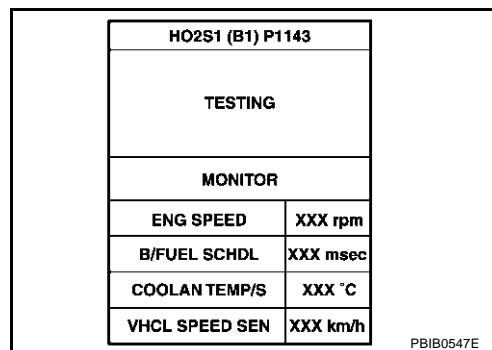 HO2S1 (B1) P1143
TESTING
MONITOR
ENG SPEED XXX rpm
B/FUEL SCHDL XXX msec
COOLAN TEMP/S XXX °C
VHCL SPEED SEN XXX km/h
PBIB0547E